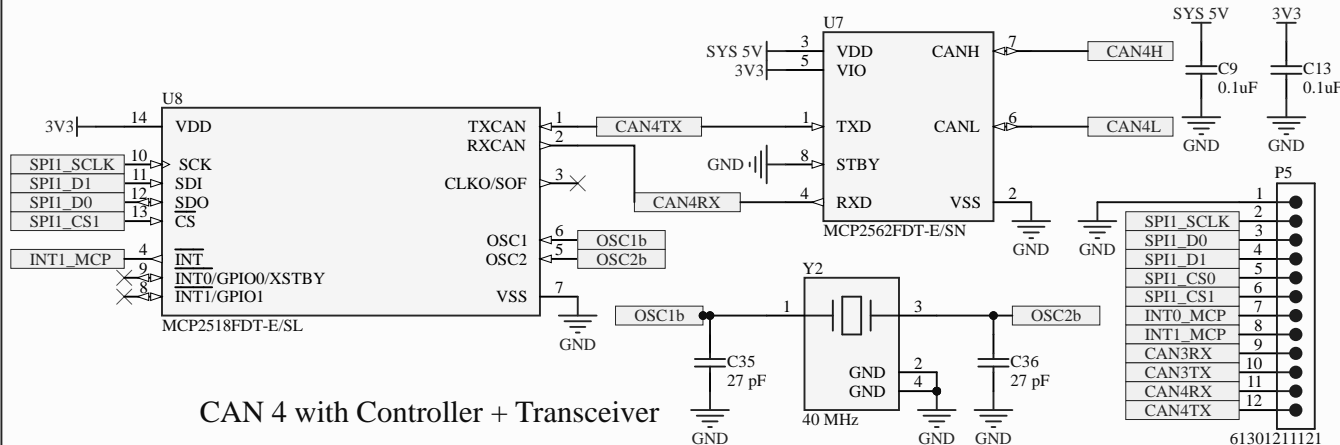 U7
SYS 5V 3 VDD CANH 7 CAN4H
3V3 5 VIO
CANL 6 CAN4L
1 TXD
GND 8 STBY
4 RXD VSS 2
GND
MCP2562FDT-E/SN
SYS 5V
C9
0.1uF
GND
3V3
C13
0.1uF
GND
U8
3V3 14 VDD TXCAN 1 CAN4TX
RXCAN 2
SPI1_SCLK 10 SCK
SPI1_D1 11 SDI CLKO/SOF 3
SPI1_D0 12 SDO
SPI1_CS1 13 CS
CAN4RX
OSC1 6 OSC1b
INT1_MCP 4 INT OSC2 5 OSC2b
9 INT0/GPIO0/XSTBY
8 INT1/GPIO1 VSS 7
GND
MCP2518FDT-E/SL
Y2
OSC1b 1 3 OSC2b
C35
27 pF
GND
GND 2
GND 4
40 MHz
GND
C36
27 pF
GND
P5
1
GND
SPI1_SCLK 2
SPI1_D0 3
SPI1_D1 4
SPI1_CS0 5
SPI1_CS1 6
INT0_MCP 7
INT1_MCP 8
CAN3RX 9
CAN3TX 10
CAN4RX 11
CAN4TX 12
61301211121
CAN 4 with Controller + Transceiver